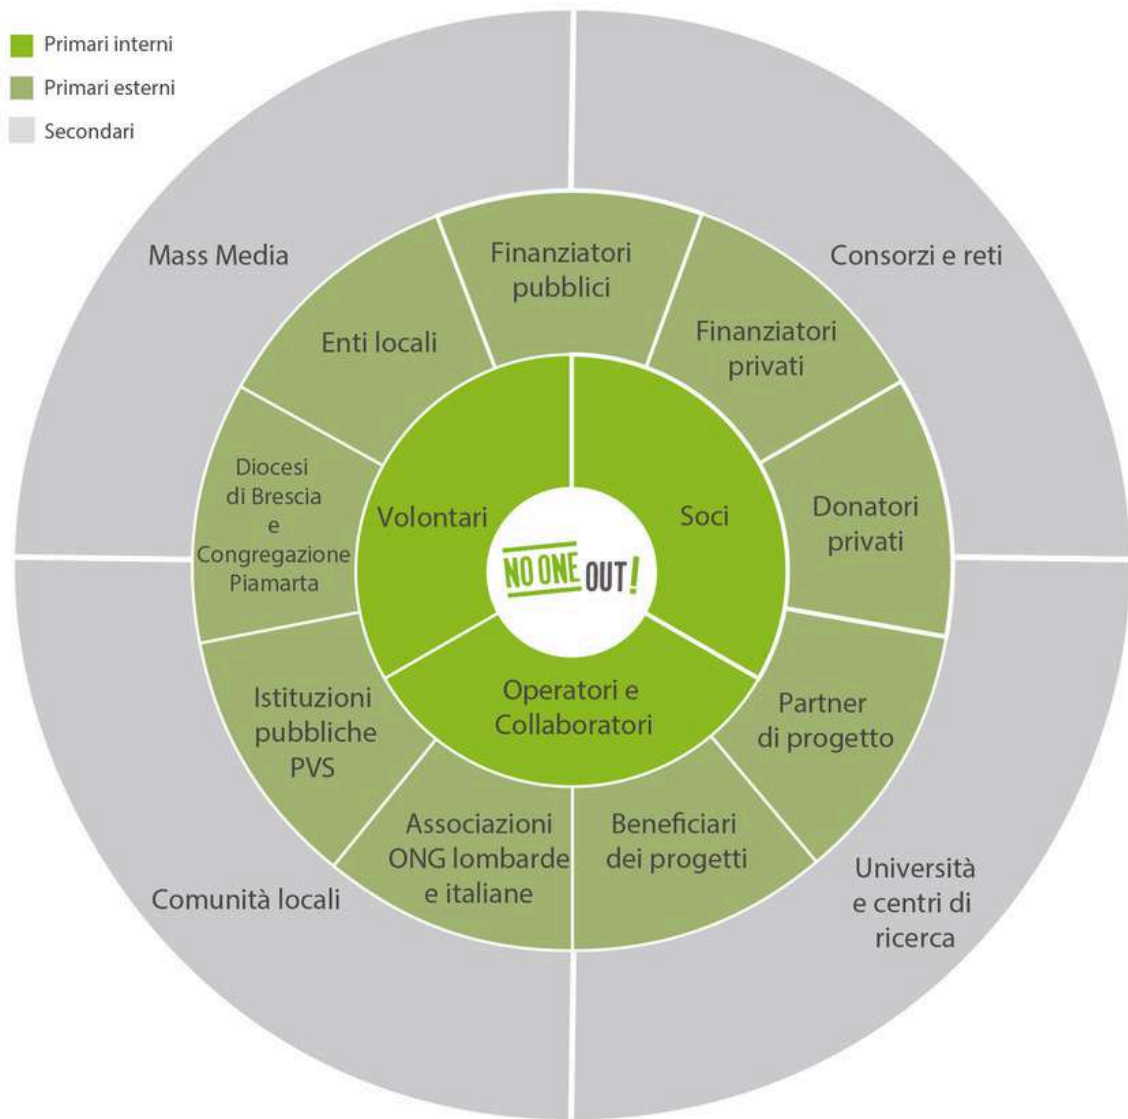 Primari interni
Primari esterni
Secondari
Mass Media
Consorzi e reti
Finanziatori
pubblici
Enti locali
Finanziatori
privati
Diocesi
di Brescia
e
Congregazione
Piamarta
Volontari
Soci
Donatori
privati
NO ONE OUT!
Operatori e
Collaboratori
Istituzioni
pubbliche
PVS
Partner
di progetto
Associazioni
ONG lombarde
e italiane
Beneficiari
dei progetti
Comunità locali
Università
e centri di
ricerca